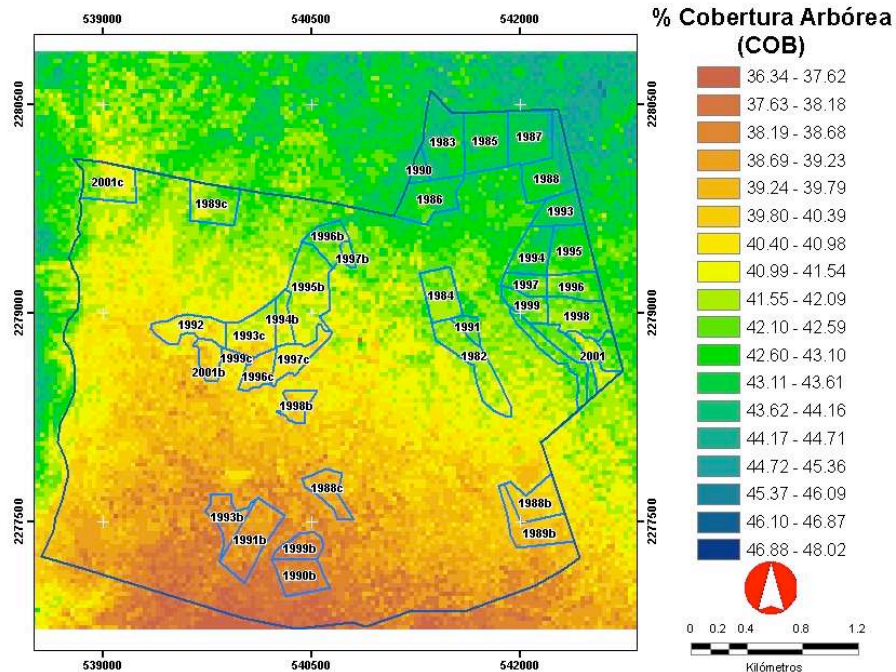 539000 540500 542000
% Cobertura Arbórea
(COB)
36.34 - 37.62
37.63 - 38.18
38.19 - 38.68
38.69 - 39.23
39.24 - 39.79
39.80 - 40.39
40.40 - 40.98
40.99 - 41.54
41.55 - 42.09
42.10 - 42.59
42.60 - 43.10
43.11 - 43.61
43.62 - 44.16
44.17 - 44.71
44.72 - 45.36
45.37 - 46.09
46.10 - 46.87
46.88 - 48.02
2280500
2280500
1983 1985 1987
1990
1988
2001c
1986
1989c
1993
1996b
1997b
1994 1995
1995b
1997 1996
1984
1999
1998
2279000
2279000
1994b
1992
1993c
1991
1999c 1997c
1982
2001
2001b
1996c
1998b
1988c
1988b
2277500
2277500
1993b
1991b
1989b
1999b
1990b
539000 540500 542000
0 0.2 0.4 0.8 1.2
Kilómetros